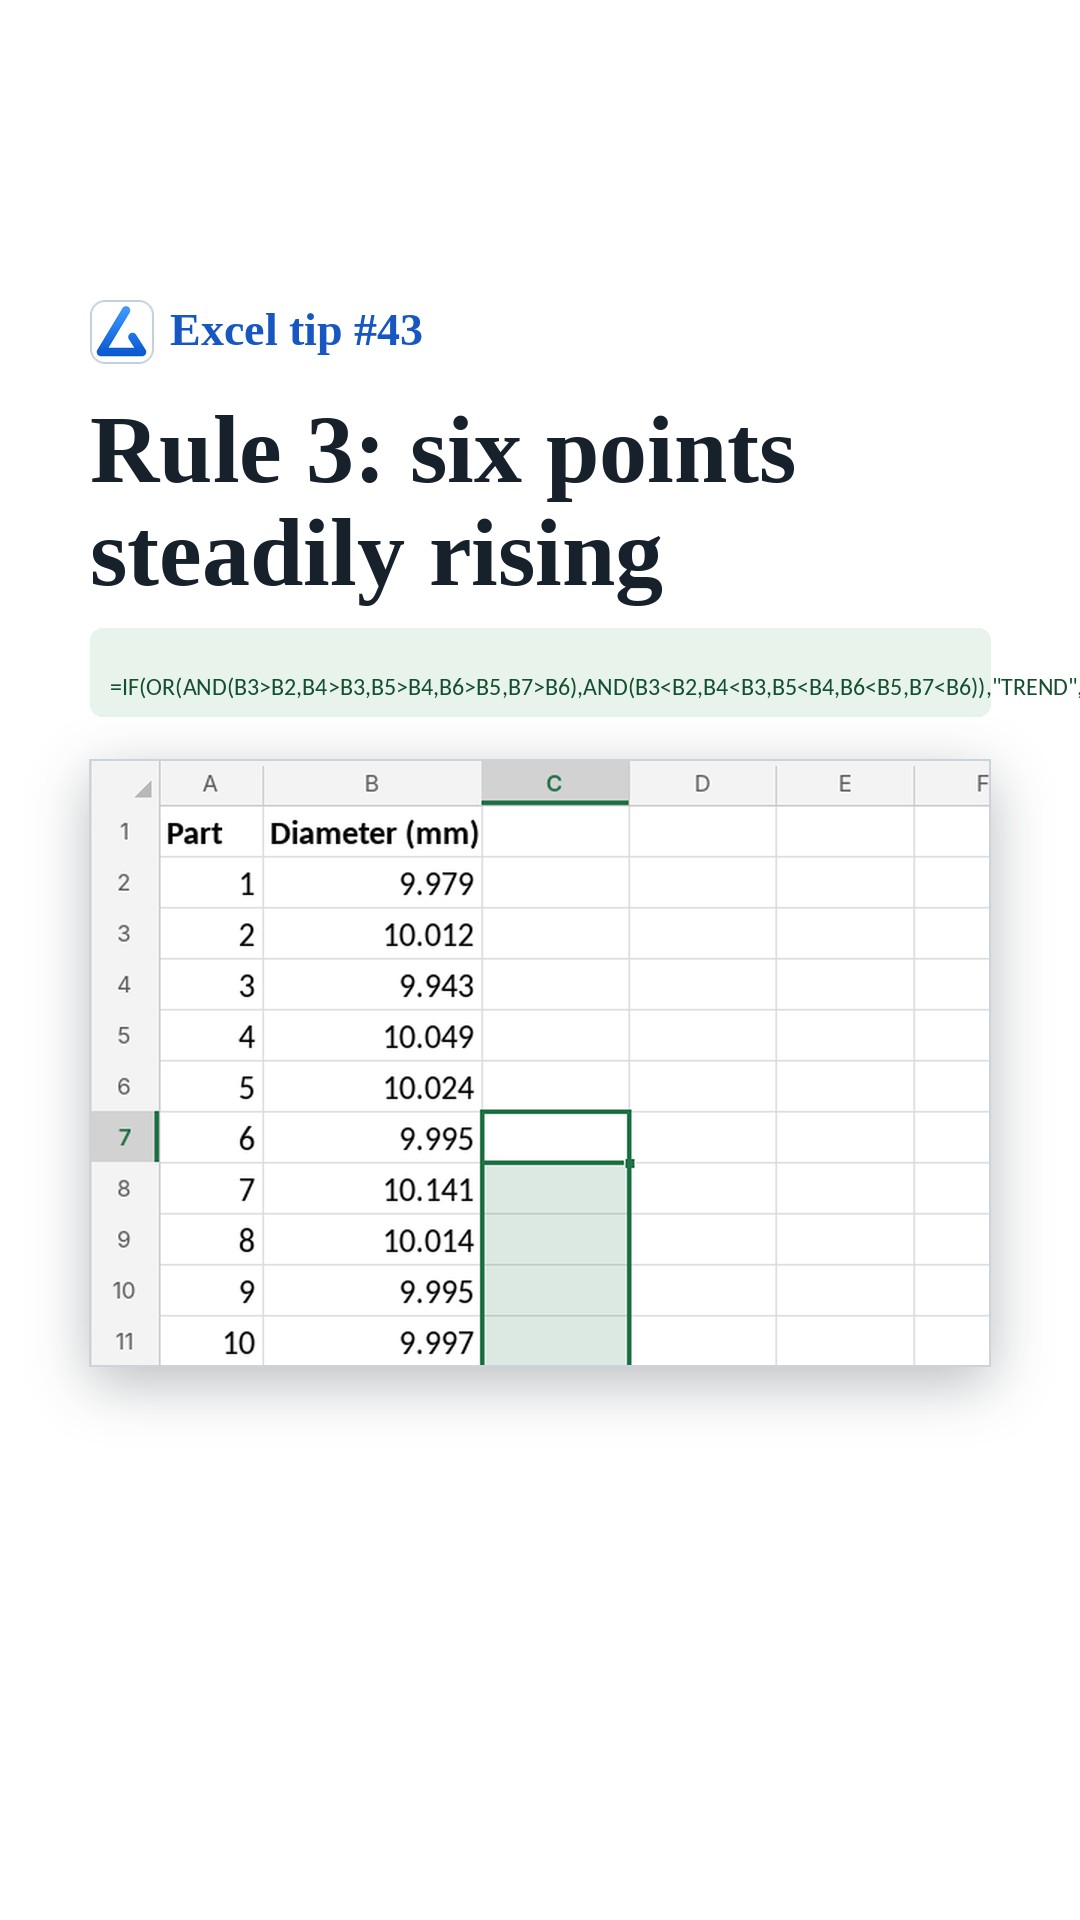 Excel tip #43
Rule 3: six points
steadily rising
=IF(OR(AND(B3>B2,B4>B3,B5>B4,B6>B5,B7>B6),AND(B3<B2,B4<B3,B5<B4,B6<B5,B7<B6)),"TREND",
A B C D E F
1 Part Diameter (mm)
2 1 9.979
3 2 10.012
4 3 9.943
5 4 10.049
6 5 10.024
7 6 9.995
8 7 10.141
9 8 10.014
10 9 9.995
11 10 9.997